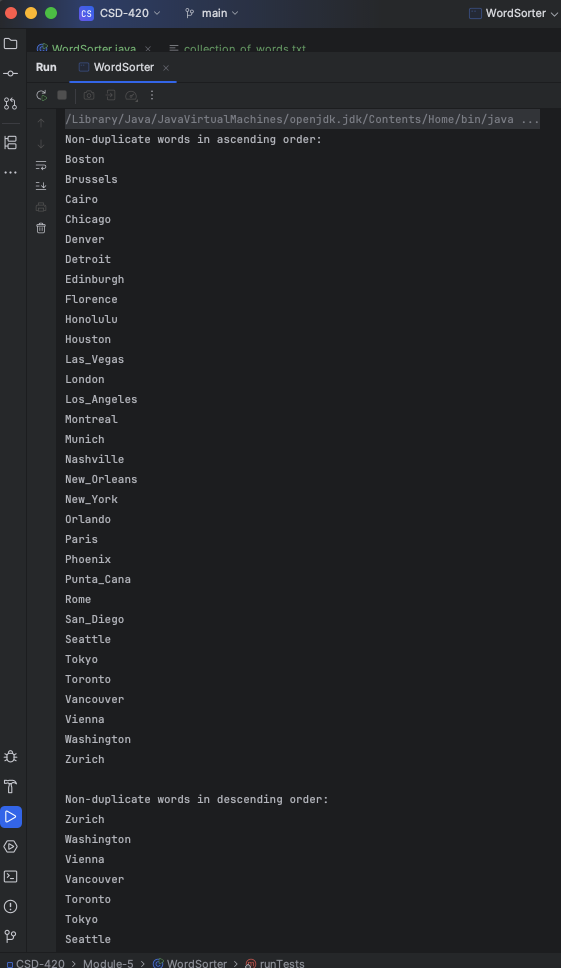 CS CSD-420 main WordSorter
WordSorter.java collection_of_words.txt
Run WordSorter
/Library/Java/JavaVirtualMachines/openjdk.jdk/Contents/Home/bin/java ...
Non-duplicate words in ascending order:
Boston
Brussels
Cairo
Chicago
Denver
Detroit
Edinburgh
Florence
Honolulu
Houston
Las_Vegas
London
Los_Angeles
Montreal
Munich
Nashville
New_Orleans
New_York
Orlando
Paris
Phoenix
Punta_Cana
Rome
San_Diego
Seattle
Tokyo
Toronto
Vancouver
Vienna
Washington
Zurich
Non-duplicate words in descending order:
Zurich
Washington
Vienna
Vancouver
Toronto
Tokyo
Seattle
CSD-420 > Module-5 > WordSorter > runTests